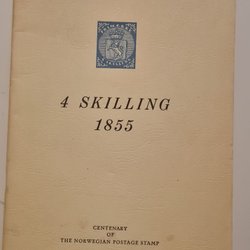 4 SKILLING
1855
CENTENARY
OF
THE NORWEGIAN POSTAGE STAMP